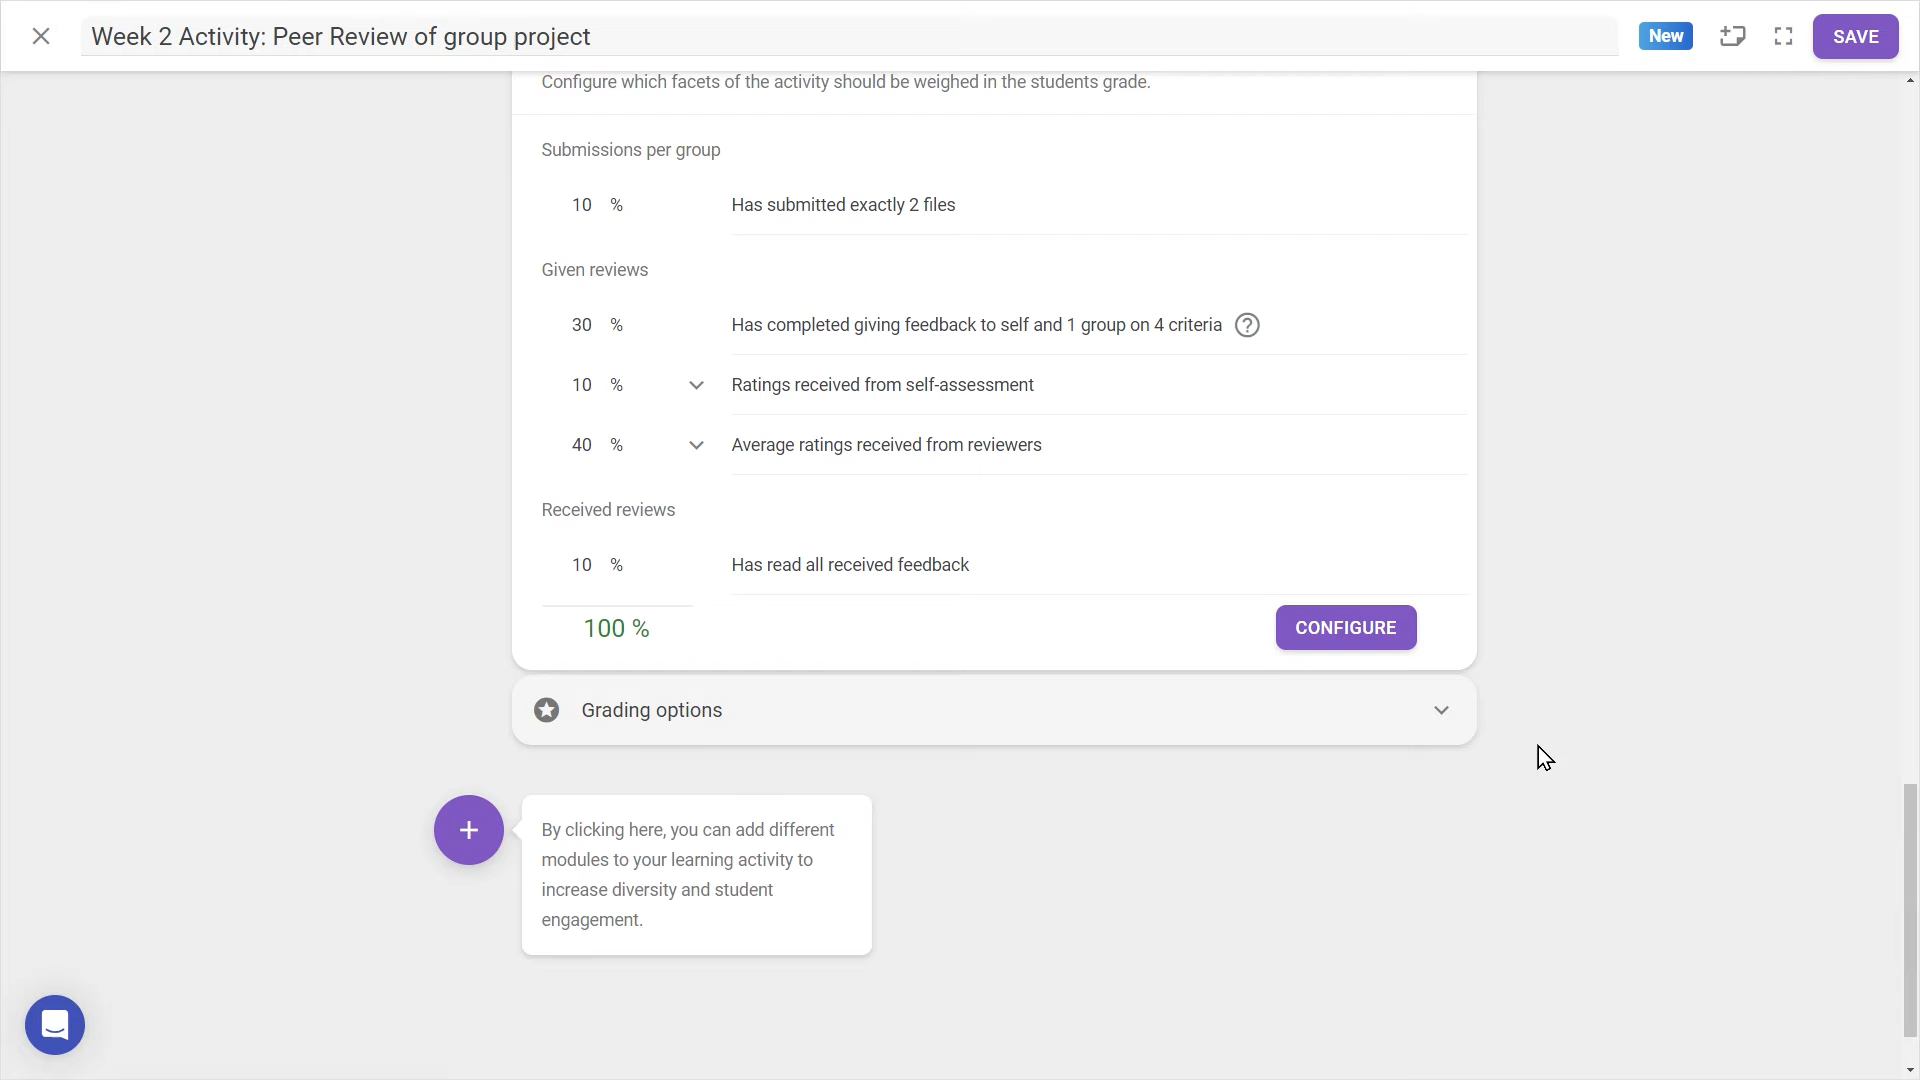 Week 2 Activity: Peer Review of group project
New
SAVE
Configure which facets of the activity should be weighed in the students grade.
Submissions per group
10 % Has submitted exactly 2 files
Given reviews
30 % Has completed giving feedback to self and 1 group on 4 criteria ?
10 % Ratings received from self-assessment
40 % Average ratings received from reviewers
Received reviews
10 % Has read all received feedback
100 %
CONFIGURE
Grading options
By clicking here, you can add different
modules to your learning activity to
increase diversity and student
engagement.